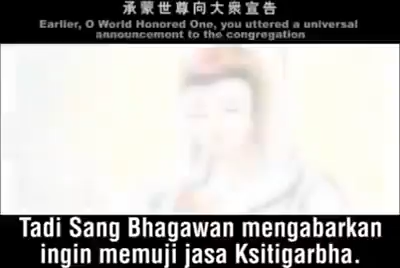 承蒙世尊向大衆宣告
Earlier, O World Honored One, you uttered a universal
announcement to the congregation
Tadi Sang Bhagawan mengabarkan
ingin memuji jasa Ksitigarbha.